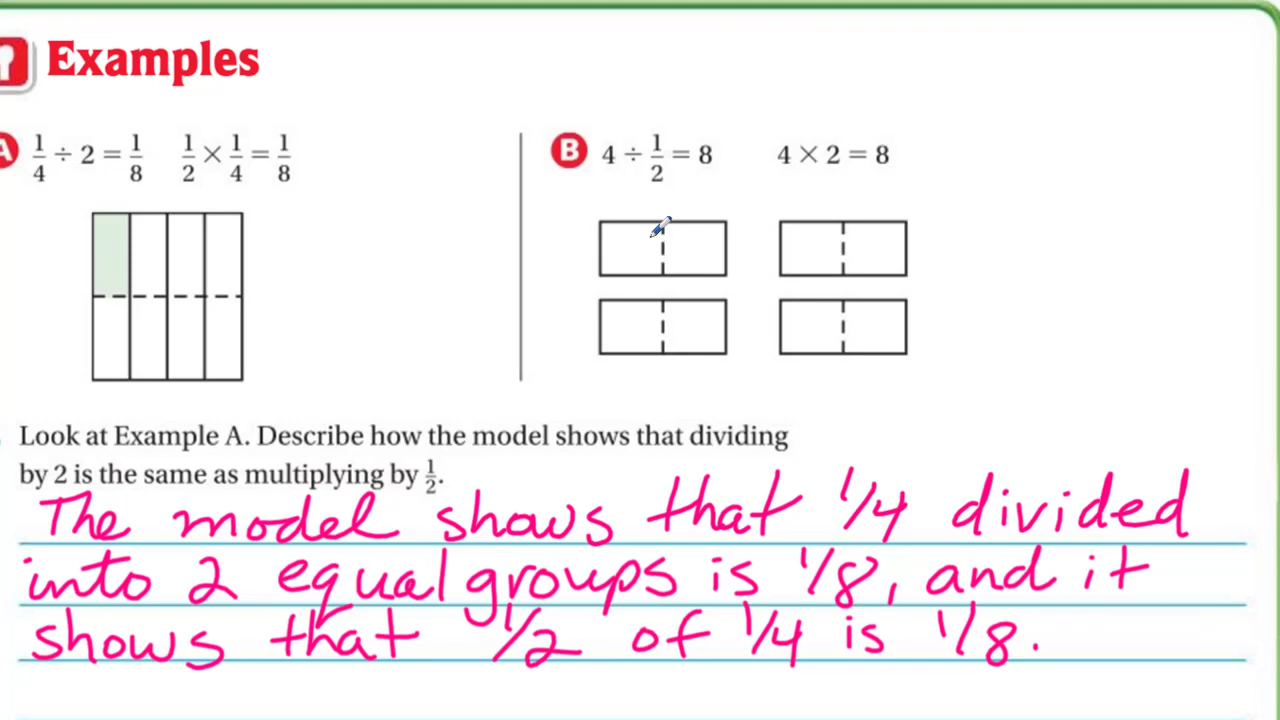 Examples
A 1/4 ÷ 2 = 1/8 1/2 × 1/4 = 1/8
B 4 ÷ 1/2 = 8 4 × 2 = 8
Look at Example A. Describe how the model shows that dividing
by 2 is the same as multiplying by 1/2.
The model shows that 1/4 divided
into 2 equal groups is 1/8, and it
shows that 1/2 of 1/4 is 1/8.